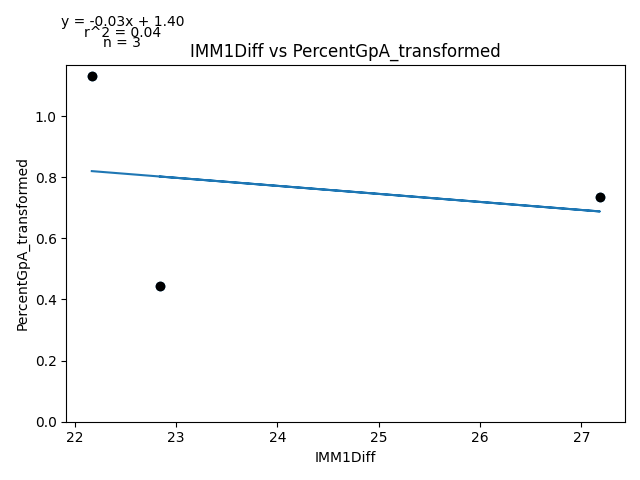 y = -0.03x + 1.40
r^2 = 0.04
n = 3
IMM1Diff vs PercentGpA_transformed
1.0
0.8
0.6
0.4
0.2
0.0
PercentGpA_transformed
22
23
24
25
26
27
IMM1Diff